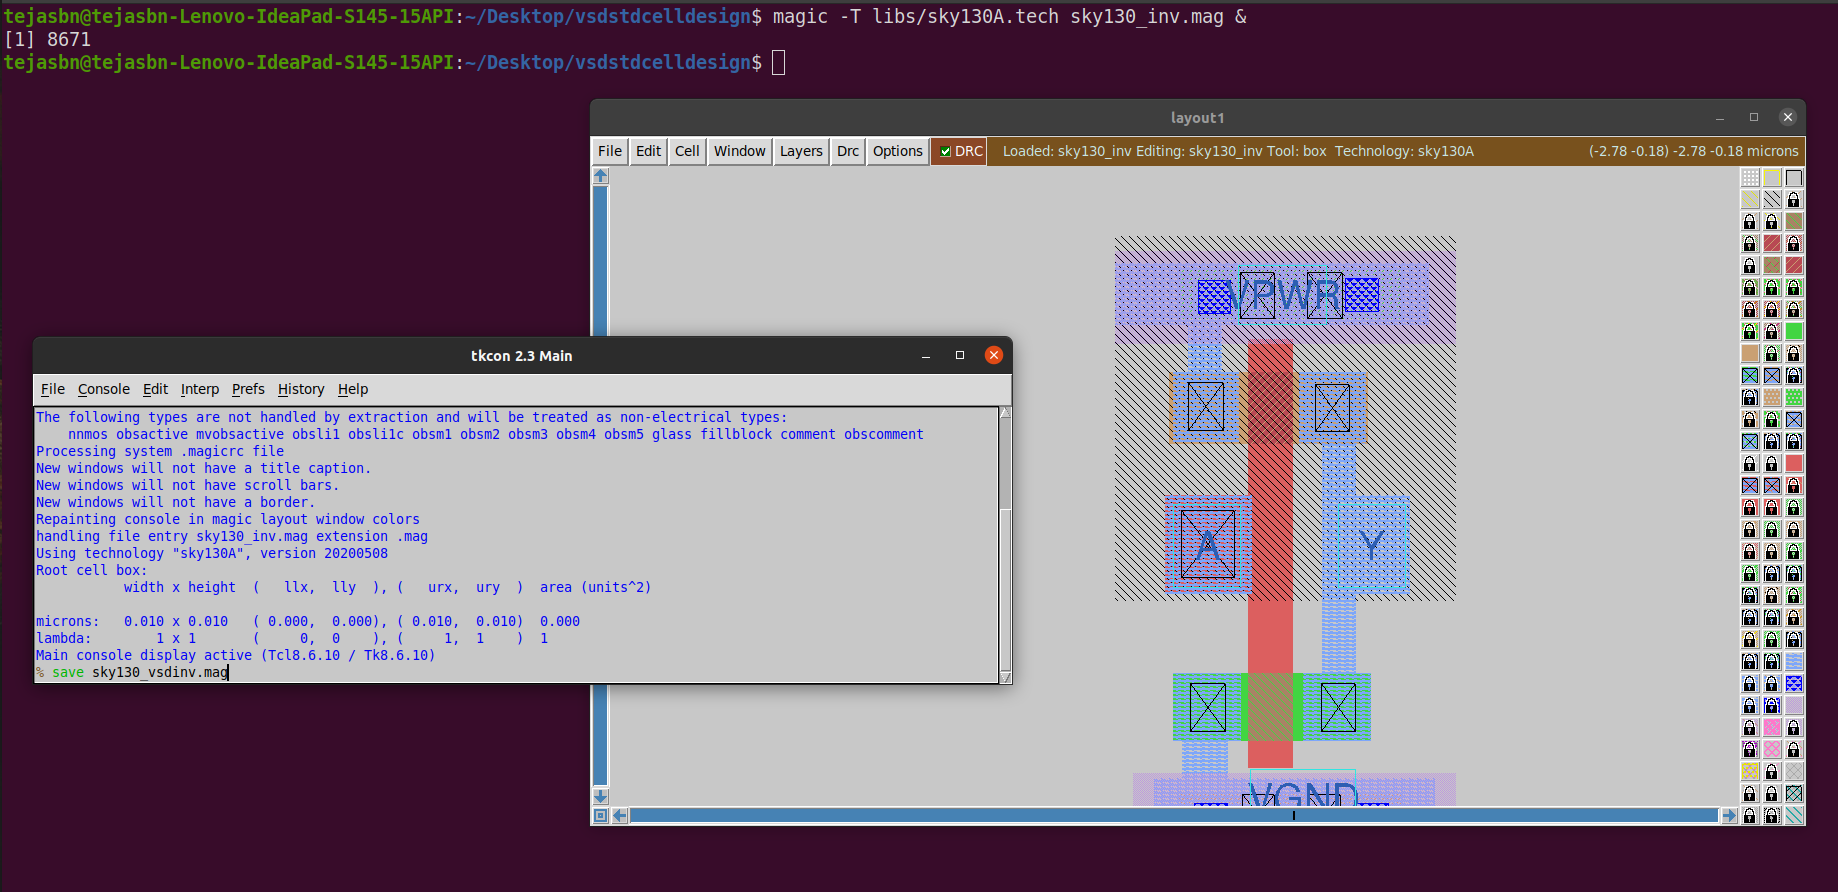 tejasbn@tejasbn-Lenovo-IdeaPad-S145-15API:~/Desktop/vsdstdcelldesign$ magic -T libs/sky130A.tech sky130_inv.mag &
[1] 8671
tejasbn@tejasbn-Lenovo-IdeaPad-S145-15API:~/Desktop/vsdstdcelldesign$
layout1
File Edit Cell Window Layers Drc Options DRC Loaded: sky130_inv Editing: sky130_inv Tool: box Technology: sky130A (-2.78 -0.18) -2.78 -0.18 microns
VPWR
A
Y
VGND
tkcon 2.3 Main
File Console Edit Interp Prefs History Help
The following types are not handled by extraction and will be treated as non-electrical types:
nnmos obsactive mvobsactive obsli1 obsli1c obsm1 obsm2 obsm3 obsm4 obsm5 glass fillblock comment obscomment
Processing system .magicrc file
New windows will not have a title caption.
New windows will not have scroll bars.
New windows will not have a border.
Repainting console in magic layout window colors
handling file entry sky130_inv.mag extension .mag
Using technology "sky130A", version 20200508
Root cell box:
width x height ( llx, lly ), ( urx, ury ) area (units^2)
microns: 0.010 x 0.010 ( 0.000, 0.000), ( 0.010, 0.010) 0.000
lambda: 1 x 1 ( 0, 0 ), ( 1, 1 ) 1
Main console display active (Tcl8.6.10 / Tk8.6.10)
% save sky130_vsdinv.mag